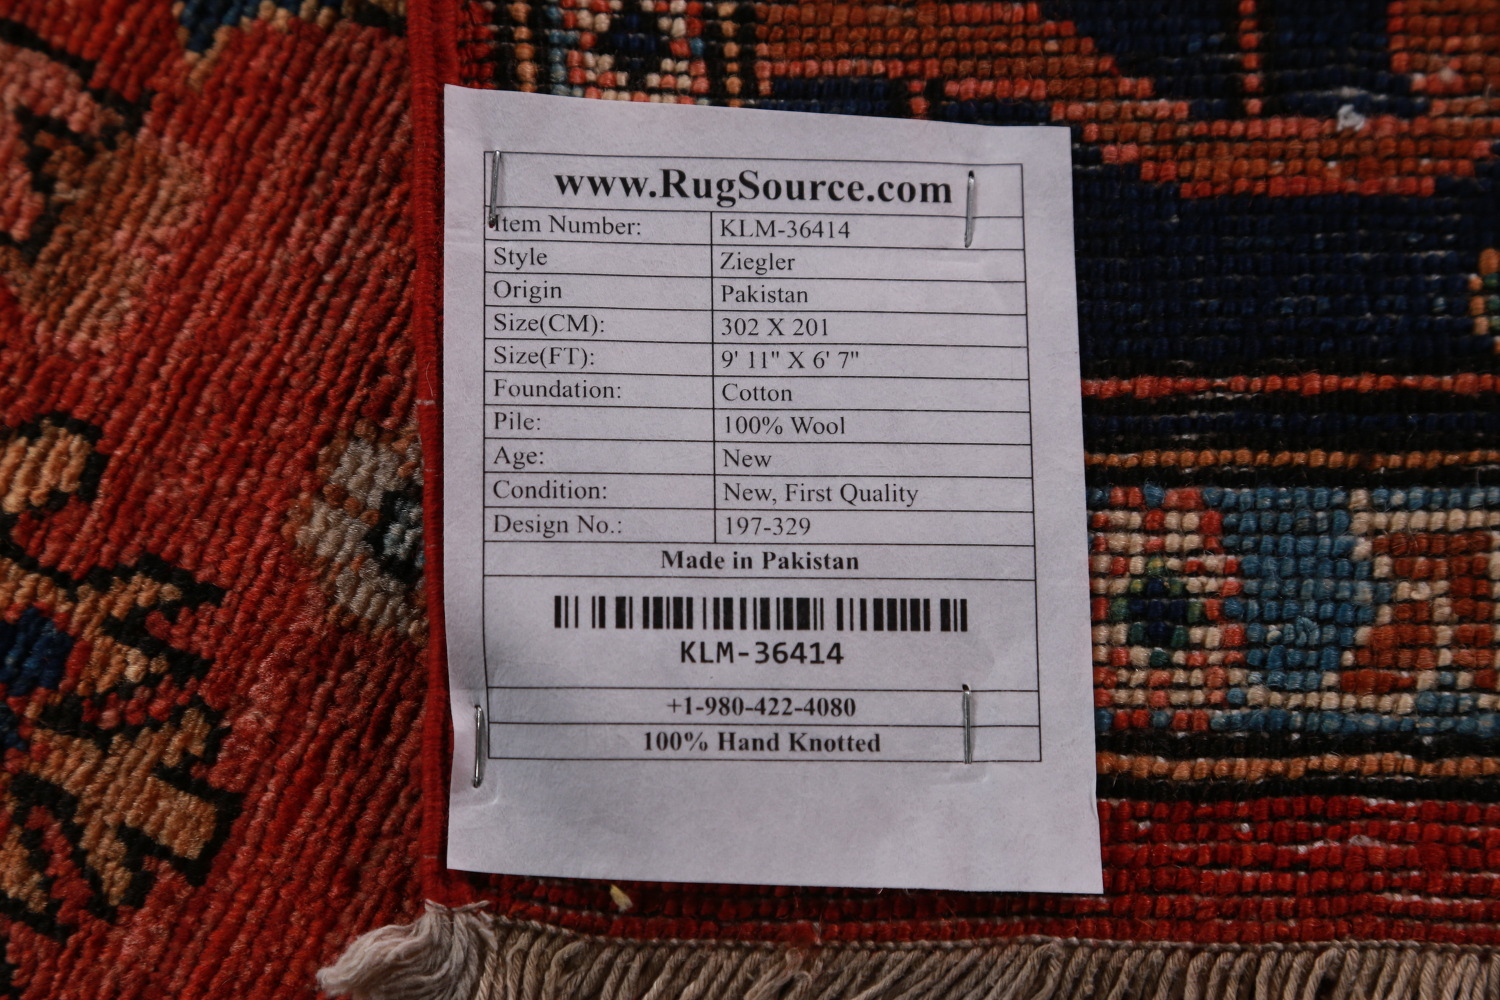 www.RugSource.com
Item Number: KLM-36414
Style Ziegler
Origin Pakistan
Size(CM): 302 X 201
Size(FT): 9' 11" X 6' 7"
Foundation: Cotton
Pile: 100% Wool
Age: New
Condition: New, First Quality
Design No.: 197-329
Made in Pakistan
KLM-36414
+1-980-422-4080
100% Hand Knotted